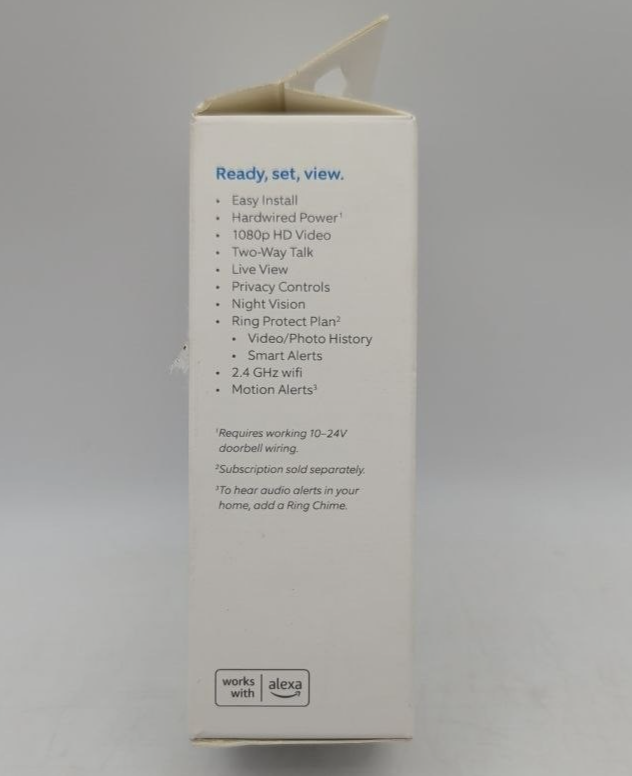 Ready, set, view.
• Easy Install
• Hardwired Power¹
• 1080p HD Video
• Two-Way Talk
• Live View
• Privacy Controls
• Night Vision
• Ring Protect Plan²
• Video/Photo History
• Smart Alerts
• 2.4 GHz wifi
• Motion Alerts³
¹Requires working 10–24V
doorbell wiring.
²Subscription sold separately.
³To hear audio alerts in your
home, add a Ring Chime.
works
with
alexa